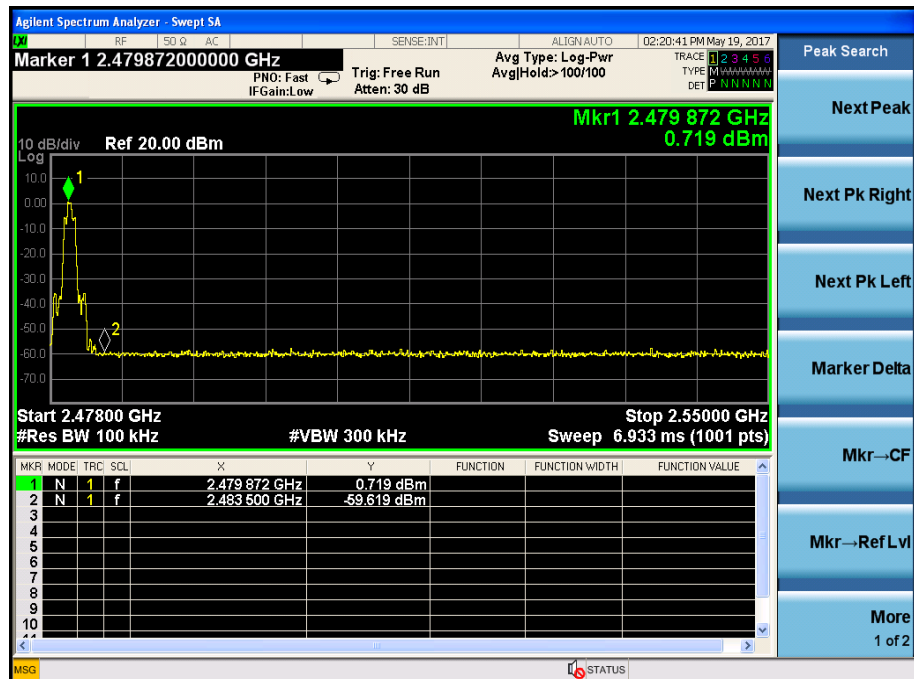 Agilent Spectrum Analyzer - Swept SA
LXI RF 50 Ω AC SENSE:INT ALIGN AUTO 02:20:41 PM May 19, 2017
Marker 1 2.479872000000 GHz
PNO: Fast
IFGain:Low
Trig: Free Run
Atten: 30 dB
Avg Type: Log-Pwr
Avg|Hold:>100/100
TRACE 1 2 3 4 5 6
TYPE M
DET P N N N N N
Mkr1 2.479 872 GHz
0.719 dBm
10 dB/div Ref 20.00 dBm
Log
10.0
0.00
-10.0
-20.0
-30.0
-40.0
-50.0
-60.0
-70.0
1
2
Start 2.47800 GHz Stop 2.55000 GHz
#Res BW 100 kHz #VBW 300 kHz Sweep 6.933 ms (1001 pts)
MKR MODE TRC SCL X Y FUNCTION FUNCTION WIDTH FUNCTION VALUE
1 N 1 f 2.479 872 GHz 0.719 dBm
2 N 1 f 2.483 500 GHz -59.619 dBm
3
4
5
6
7
8
9
10
MSG STATUS
Peak Search
Next Peak
Next Pk Right
Next Pk Left
Marker Delta
Mkr→CF
Mkr→Ref Lvl
More
1 of 2